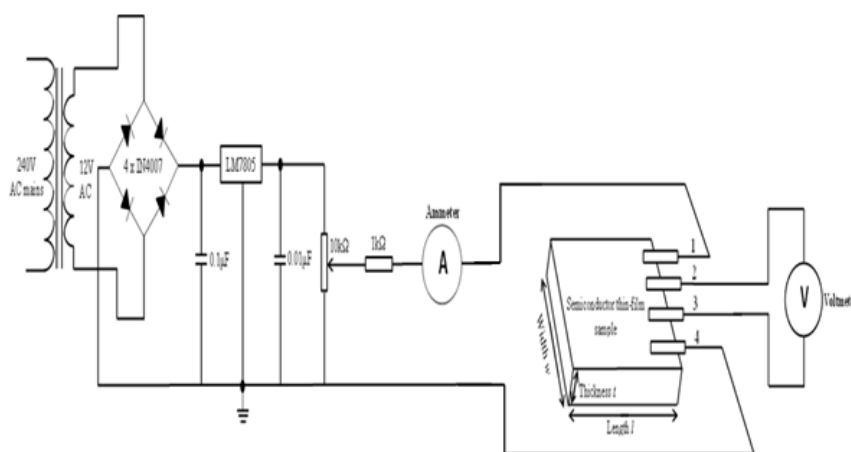 240V
AC mains
12V
AC
4 x IN4007
LM7805
0.1µF
0.01µF
10kΩ
1kΩ
Ammeter
A
1
2
3
4
Semiconductor thin-film
sample
Width w
Thickness t
Length l
V
Voltmet